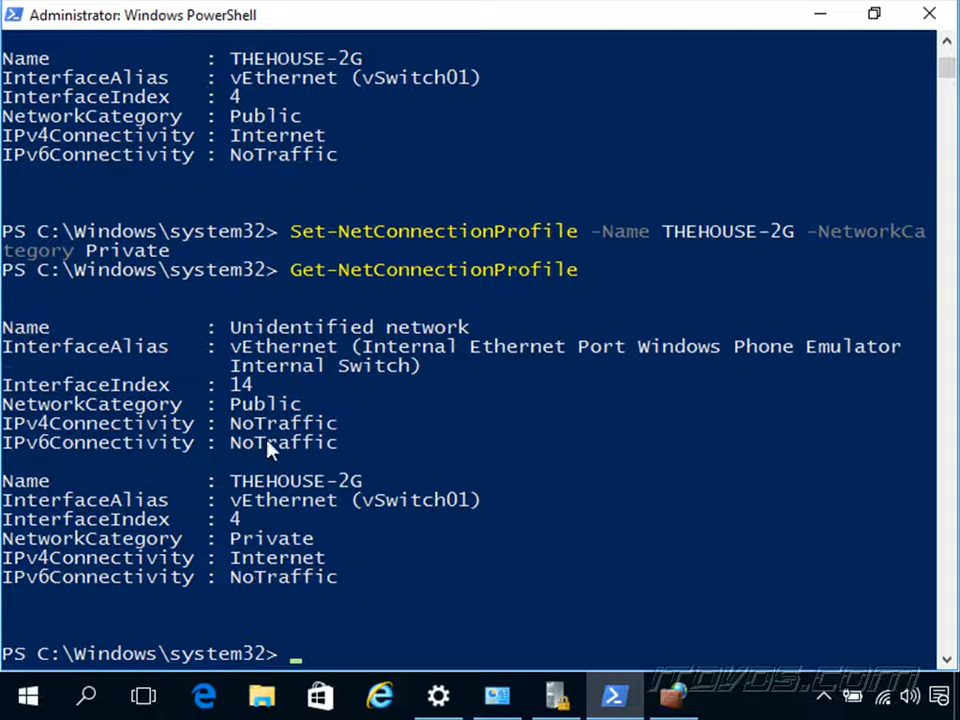 Administrator: Windows PowerShell
Name : THEHOUSE-2G
InterfaceAlias : vEthernet (vSwitch01)
InterfaceIndex : 4
NetworkCategory : Public
IPv4Connectivity : Internet
IPv6Connectivity : NoTraffic
PS C:\Windows\system32> Set-NetConnectionProfile -Name THEHOUSE-2G -NetworkCa
tegory Private
PS C:\Windows\system32> Get-NetConnectionProfile
Name : Unidentified network
InterfaceAlias : vEthernet (Internal Ethernet Port Windows Phone Emulator
Internal Switch)
InterfaceIndex : 14
NetworkCategory : Public
IPv4Connectivity : NoTraffic
IPv6Connectivity : NoTraffic
Name : THEHOUSE-2G
InterfaceAlias : vEthernet (vSwitch01)
InterfaceIndex : 4
NetworkCategory : Private
IPv4Connectivity : Internet
IPv6Connectivity : NoTraffic
PS C:\Windows\system32> _
itdvds.com